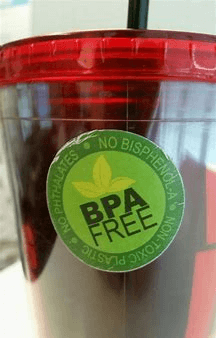 NO PHTHALATES • NO BISPHENOL-A • NON-TOXIC PLASTIC •
BPA
FREE